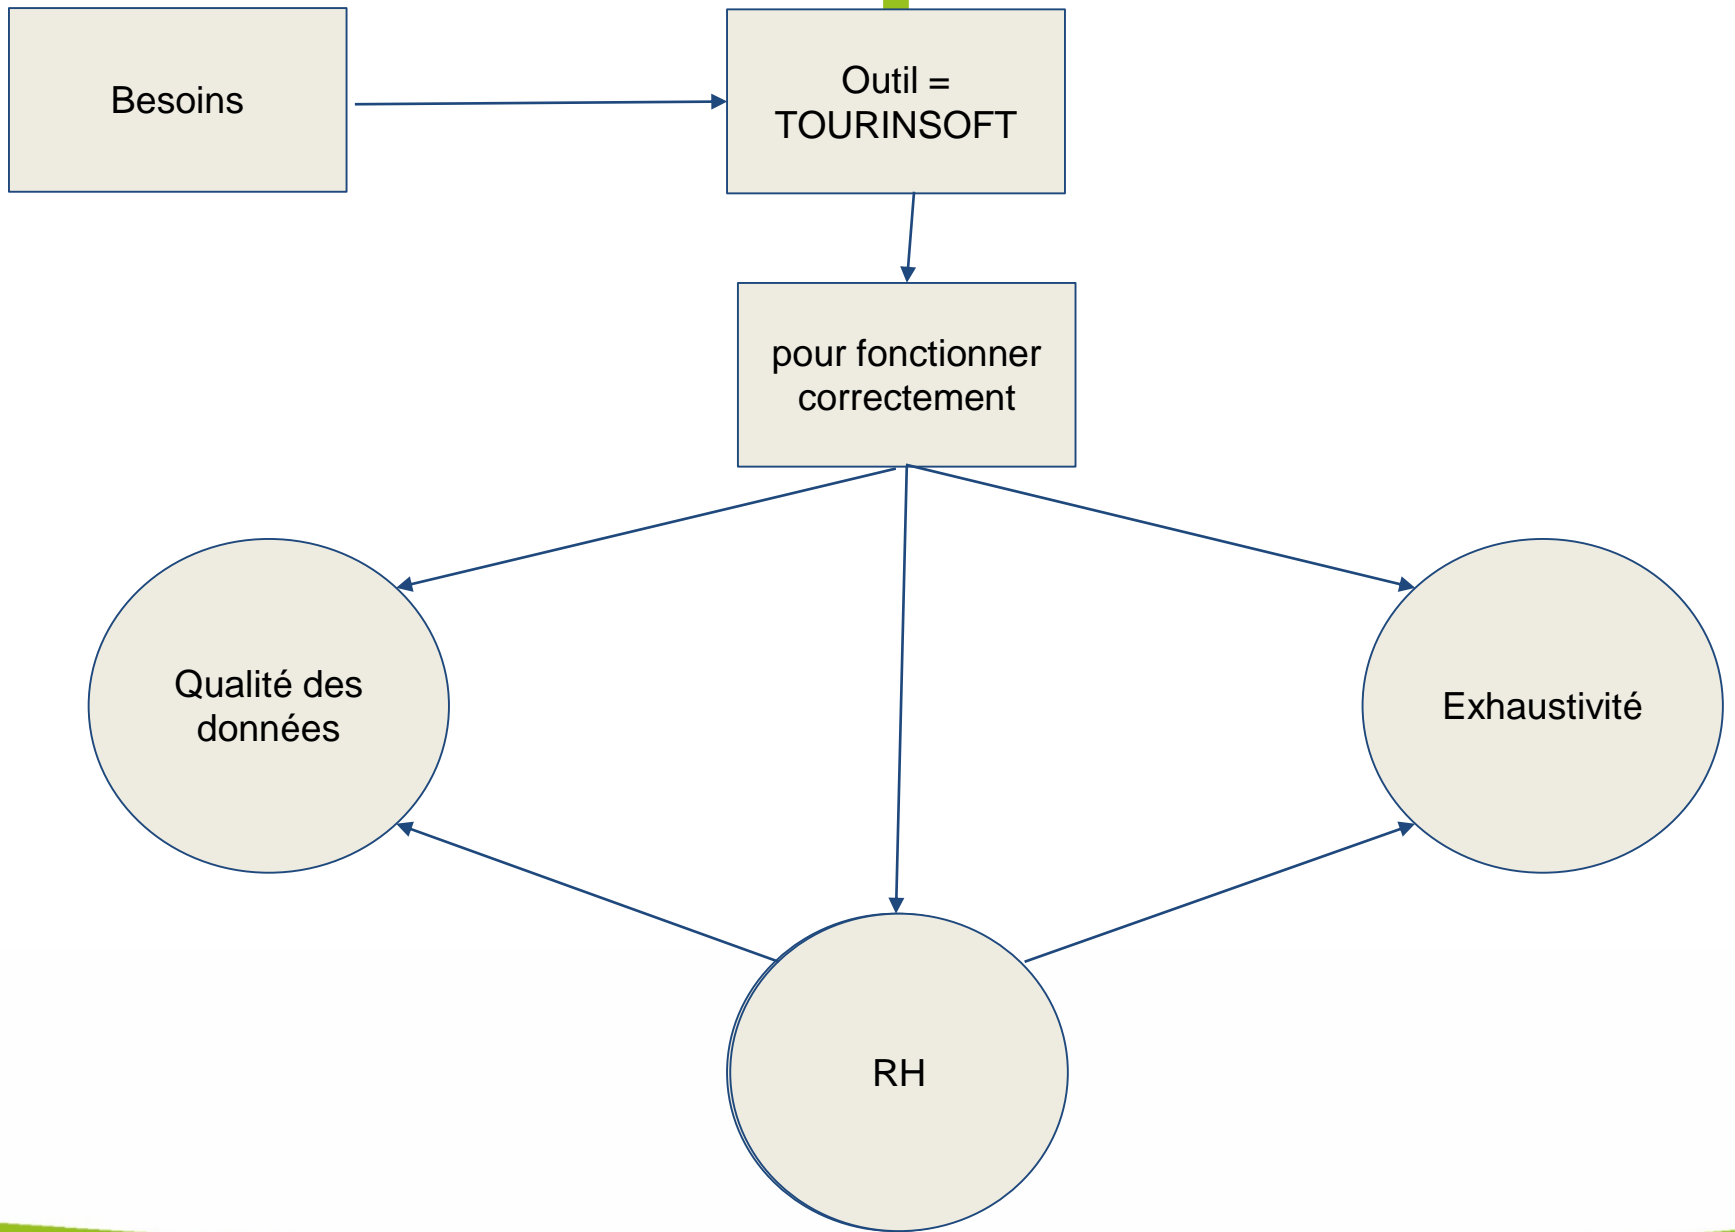 Besoins
Outil =
TOURINSOFT
pour fonctionner
correctement
Qualité des
données
Exhaustivité
RH